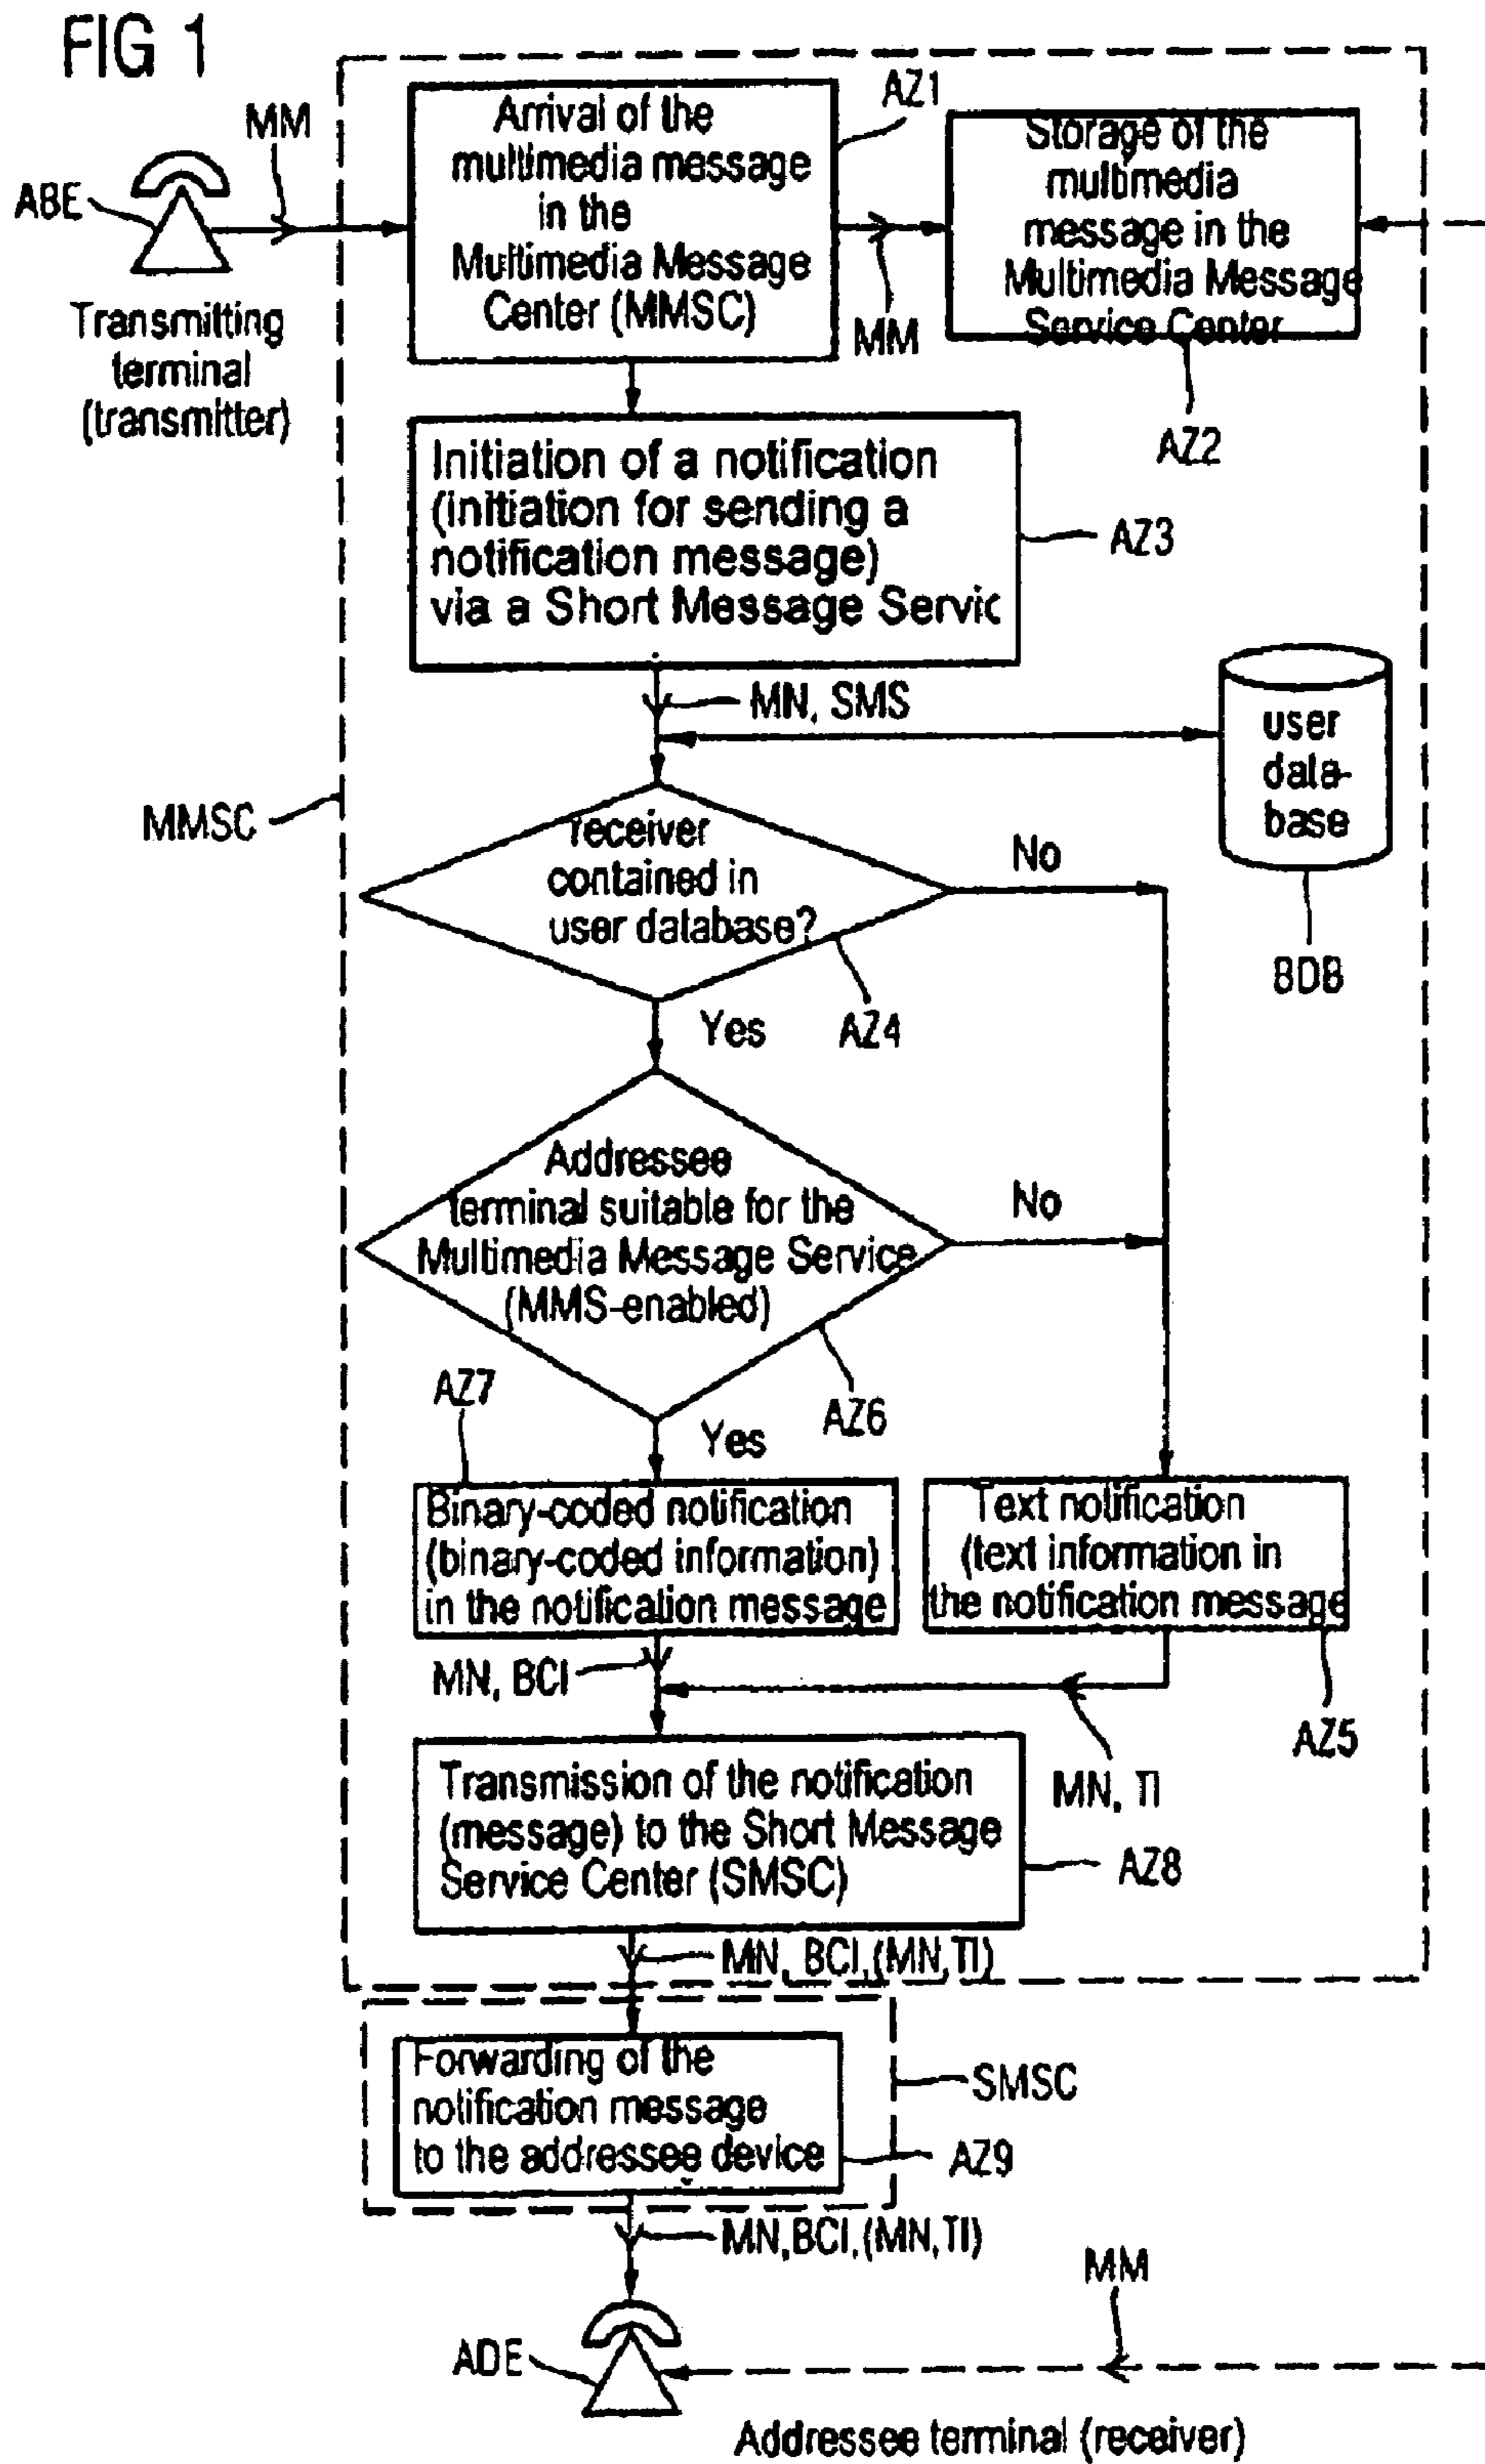 FIG 1
MM
ABE
Transmitting
terminal
(transmitter)
Arrival of the
multimedia message
in the
Multimedia Message
Center (MMSC)
AZ1
MM
Storage of the
multimedia
message in the
Multimedia Message
Service Center
AZ2
Initiation of a notification
(initiation for sending a
notification message)
via a Short Message Servic
AZ3
MN, SMS
user
data-
base
BDB
MMSC
receiver
contained in
user database?
No
AZ4
Yes
Addressee
terminal suitable for the
Multimedia Message Service
(MMS-enabled)
No
AZ6
Yes
AZ7
Binary-coded notification
(binary-coded information)
in the notification message
Text notification
(text information in
the notification message
AZ5
MN, BCI
MN, TI
Transmission of the notification
(message) to the Short Message
Service Center (SMSC)
AZ8
MN, BCI,(MN,TI)
Forwarding of the
notification message
to the addressee device
SMSC
AZ9
MN,BCI,(MN,TI)
MM
ADE
Addressee terminal (receiver)